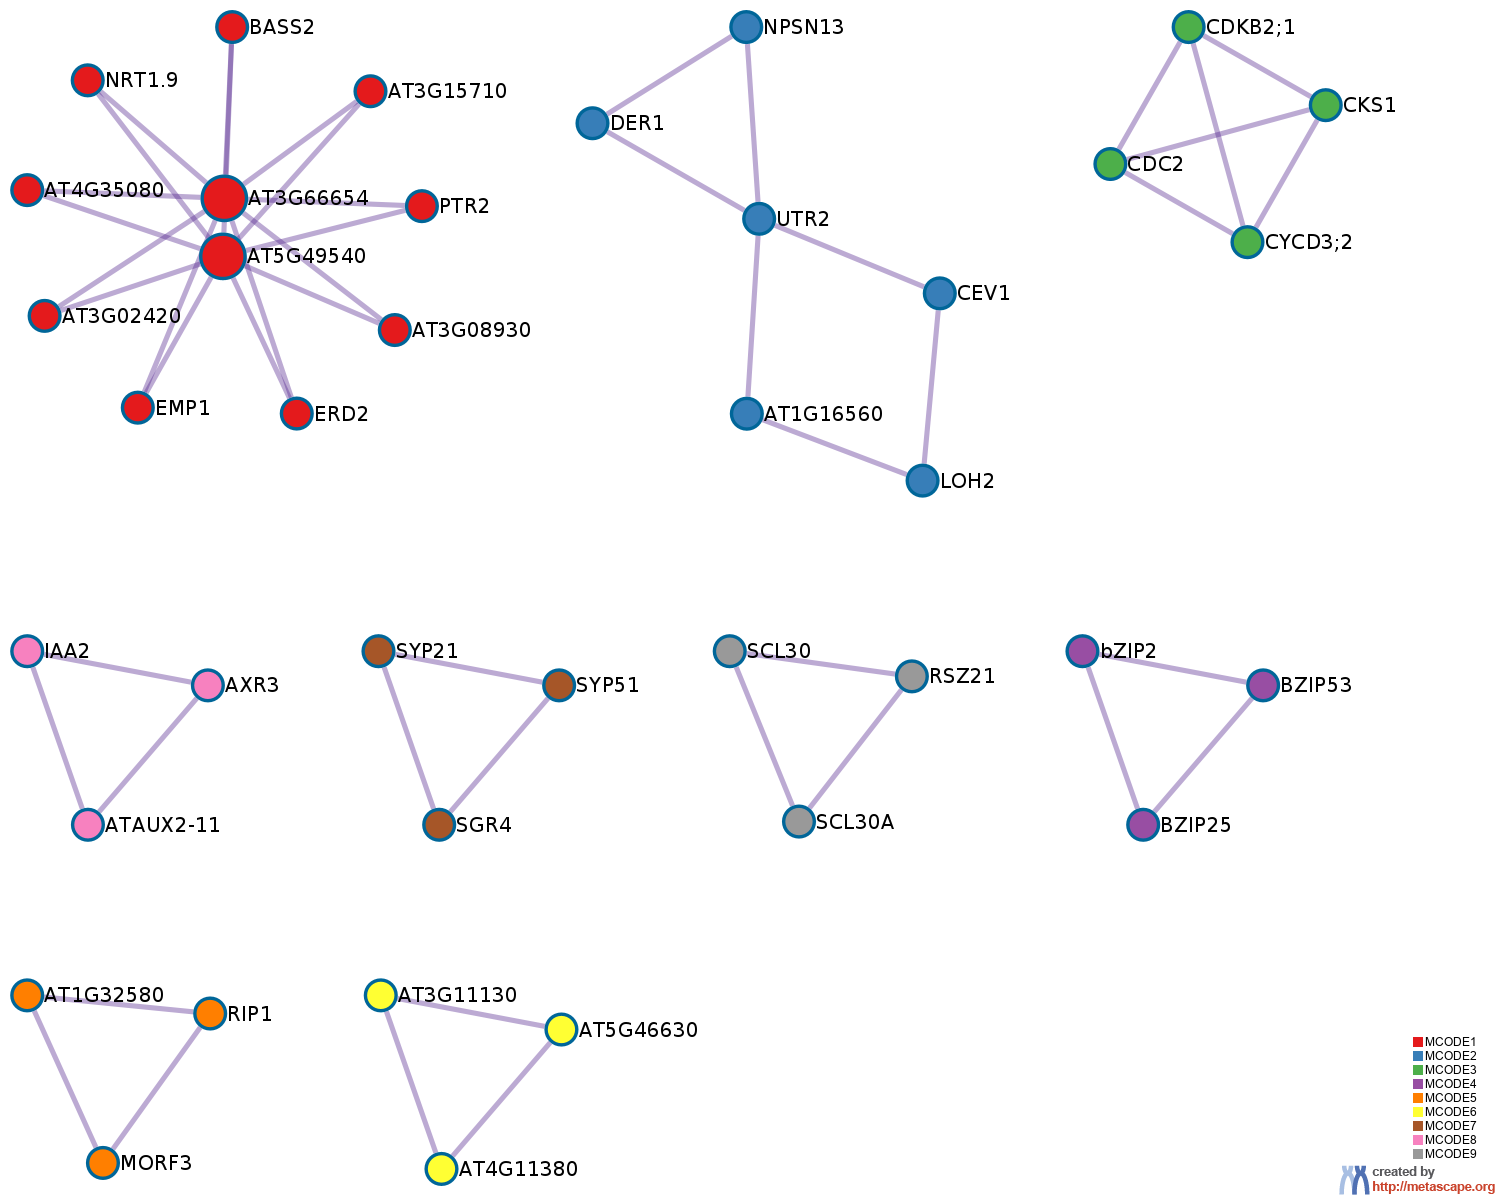 BASS2
NRT1.9
AT3G15710
AT4G35080
AT3G66654
PTR2
AT5G49540
AT3G02420
AT3G08930
EMP1
ERD2
NPSN13
DER1
UTR2
CEV1
AT1G16560
LOH2
CDKB2;1
CKS1
CDC2
CYCD3;2
IAA2
AXR3
ATAUX2-11
SYP21
SYP51
SGR4
SCL30
RSZ21
SCL30A
bZIP2
BZIP53
BZIP25
AT1G32580
RIP1
MORF3
AT3G11130
AT5G46630
AT4G11380
MCODE1
MCODE2
MCODE3
MCODE4
MCODE5
MCODE6
MCODE7
MCODE8
MCODE9
created by
http://metascape.org